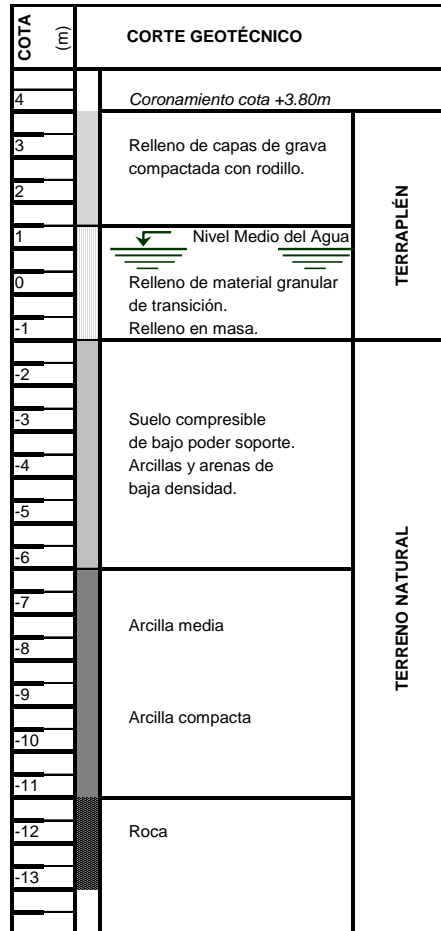 COTA
(m)
CORTE GEOTÉCNICO
4
Coronamiento cota +3.80m
3
Relleno de capas de grava
compactada con rodillo.
2
1
Nivel Medio del Agua
0
Relleno de material granular
de transición.
-1
Relleno en masa.
TERRAPLÉN
-2
-3
Suelo compresible
de bajo poder soporte.
-4
Arcillas y arenas de
baja densidad.
-5
-6
-7
Arcilla media
-8
-9
Arcilla compacta
-10
-11
-12
Roca
-13
TERRENO NATURAL